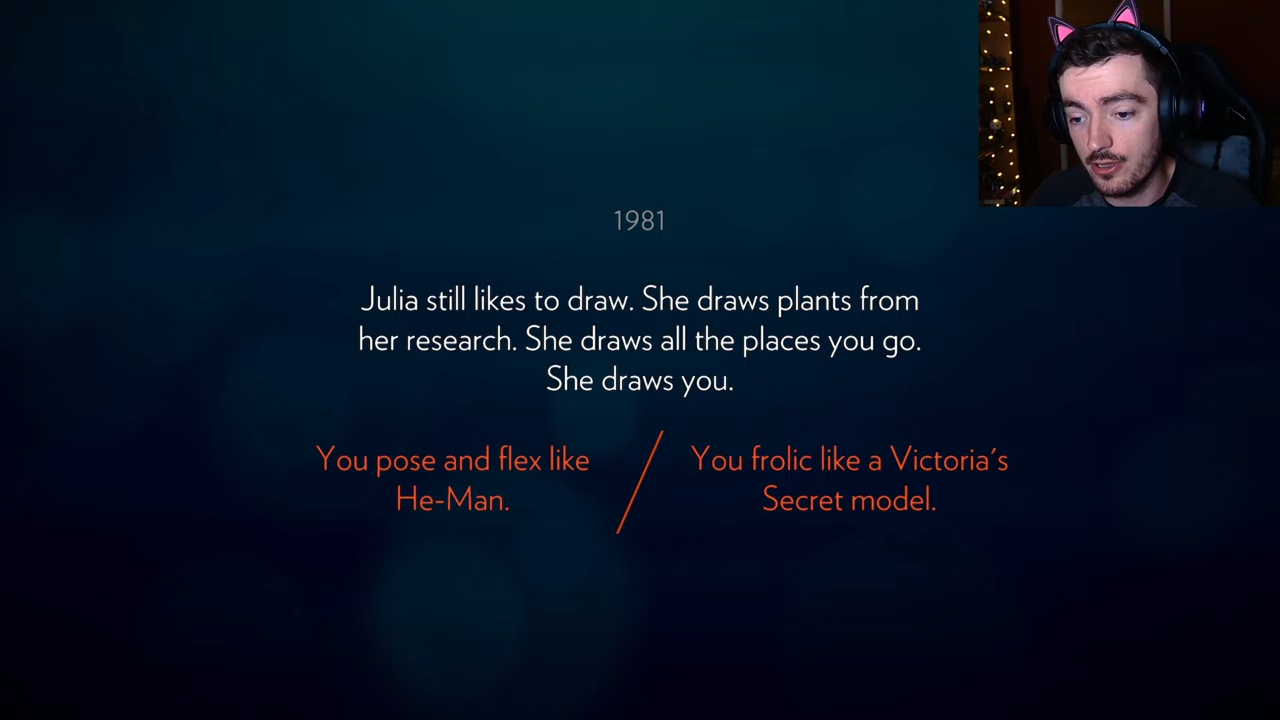 1981
Julia still likes to draw. She draws plants from
her research. She draws all the places you go.
She draws you.
You pose and flex like
He-Man.
You frolic like a Victoria's
Secret model.